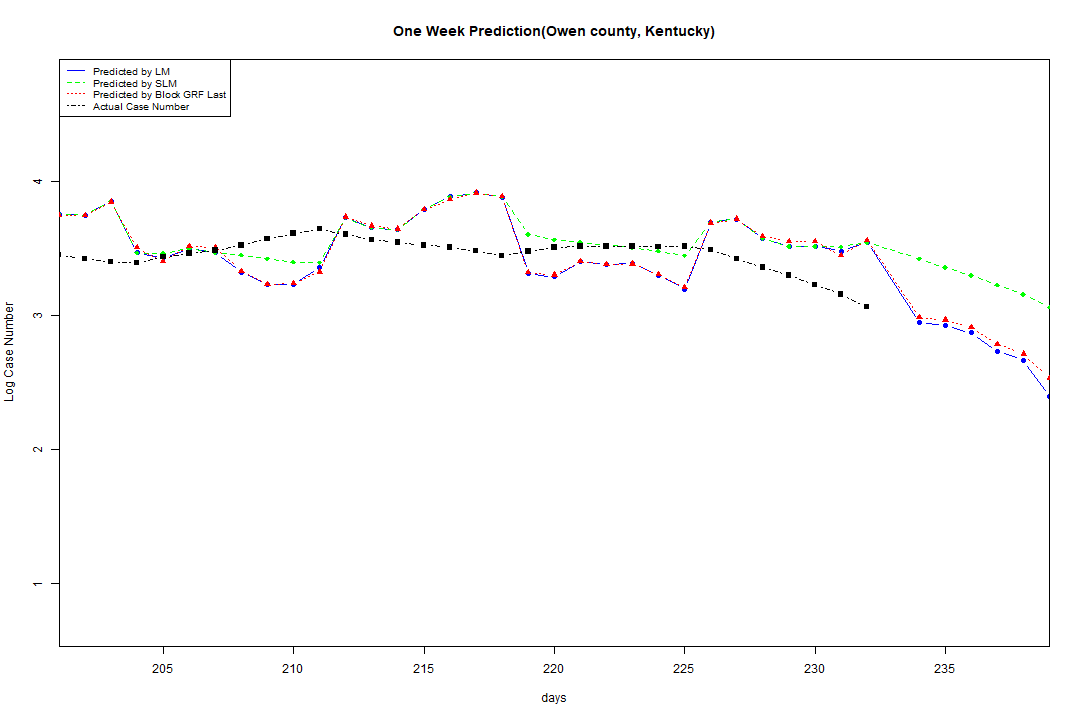 One Week Prediction(Owen county, Kentucky)
Predicted by LM
Predicted by SLM
Predicted by Block GRF Last
Actual Case Number
4
3
2
1
Log Case Number
205 210 215 220 225 230 235
days